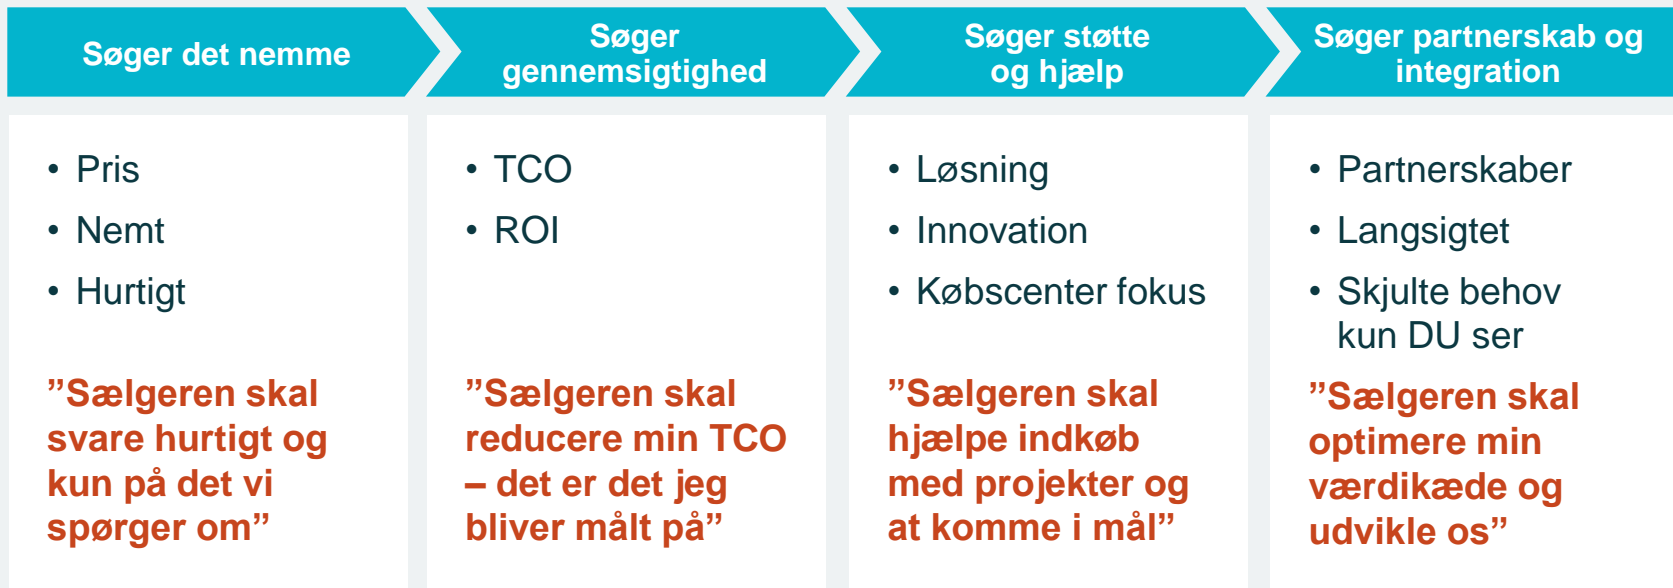 Søger det nemme
Søger
gennemsigtighed
Søger støtte
og hjælp
Søger partnerskab og
integration
• Pris
• Nemt
• Hurtigt
”Sælgeren skal
svare hurtigt og
kun på det vi
spørger om”
• TCO
• ROI
”Sælgeren skal
reducere min TCO
– det er det jeg
bliver målt på”
• Løsning
• Innovation
• Købscenter fokus
”Sælgeren skal
hjælpe indkøb
med projekter og
at komme i mål”
• Partnerskaber
• Langsigtet
• Skjulte behov
kun DU ser
”Sælgeren skal
optimere min
værdikæde og
udvikle os”